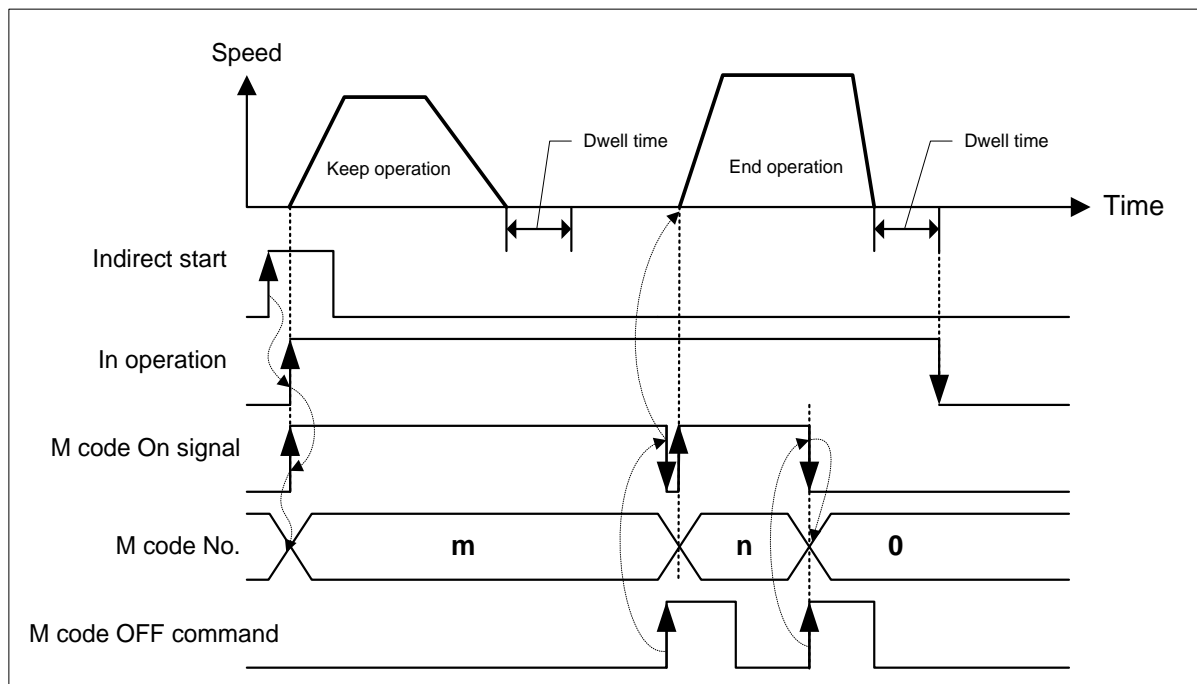 Speed
Dwell time
Dwell time
Keep operation
End operation
Time
Indirect start
In operation
M code On signal
M code No.
m
n
0
M code OFF command